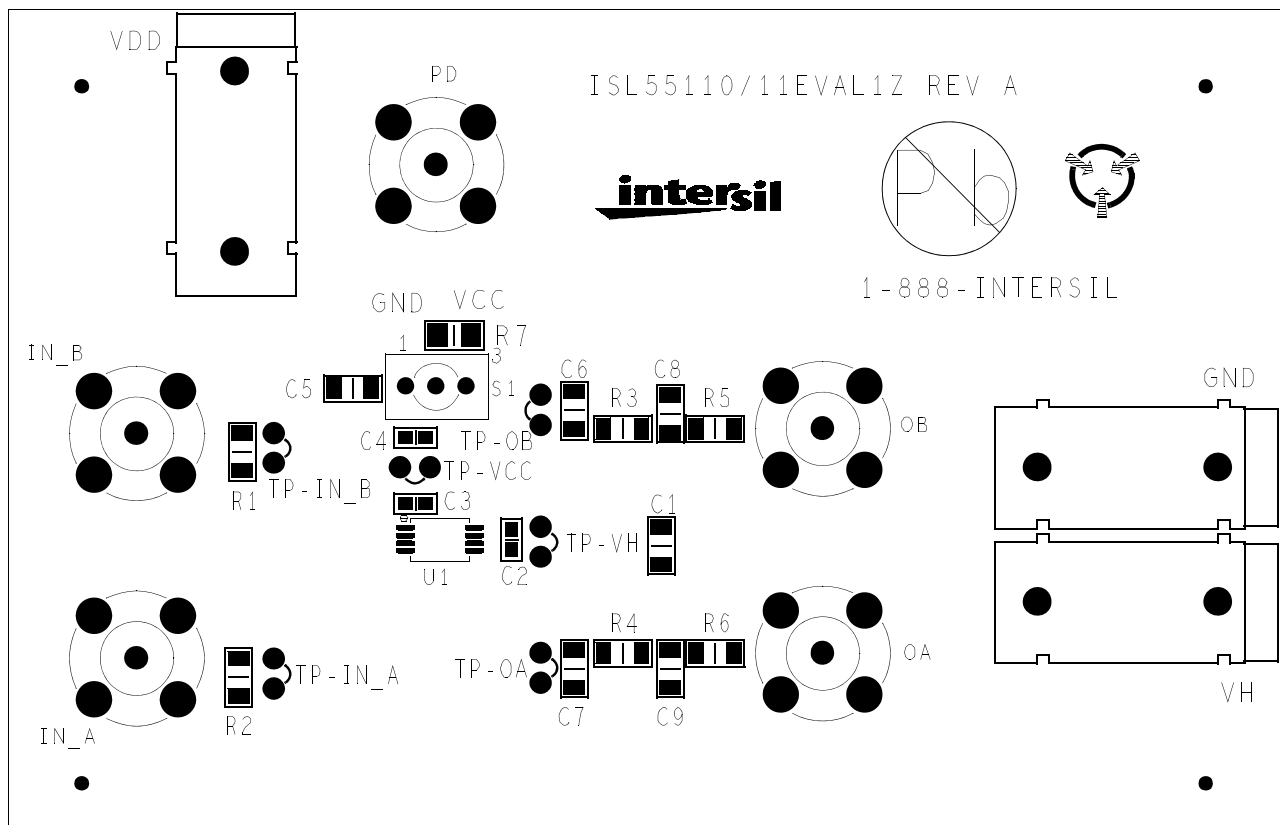 VDD
PD
ISL55110/11EVAL1Z REV A
Pb
intersil
1-888-INTERSIL
GND
VCC
R7
1
3
IN_B
C5
S1
C6
C8
GND
R3
R5
OB
C4
TP-OB
TP-VCC
TP-IN_B
R1
C3
C1
TP-VH
U1
C2
R4
R6
OA
TP-OA
TP-IN_A
VH
R2
C7
C9
IN_A